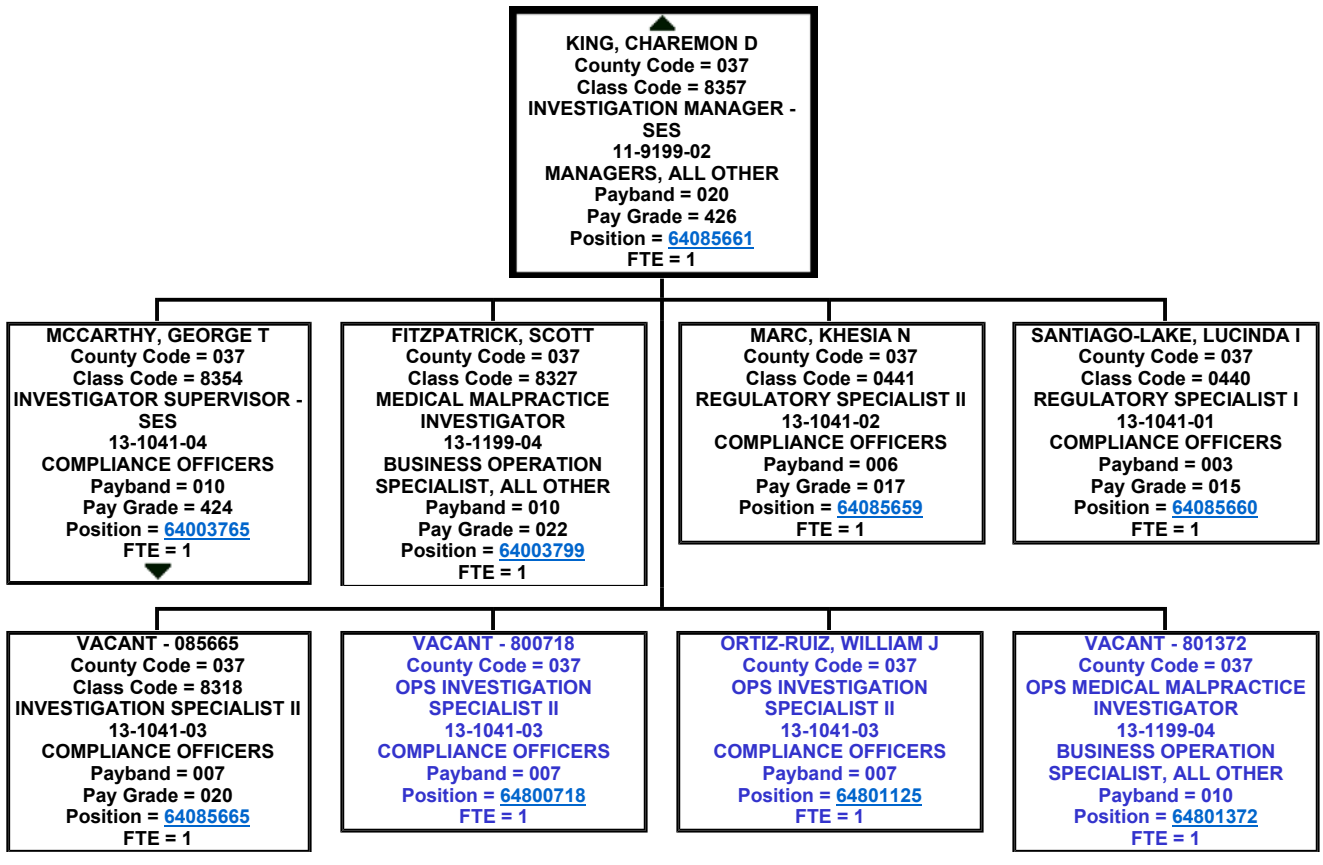 KING, CHAREMON D
County Code = 037
Class Code = 8357
INVESTIGATION MANAGER -
SES
11-9199-02
MANAGERS, ALL OTHER
Payband = 020
Pay Grade = 426
Position = 64085661
FTE = 1
MCCARTHY, GEORGE T
County Code = 037
Class Code = 8354
INVESTIGATOR SUPERVISOR -
SES
13-1041-04
COMPLIANCE OFFICERS
Payband = 010
Pay Grade = 424
Position = 64003765
FTE = 1
FITZPATRICK, SCOTT
County Code = 037
Class Code = 8327
MEDICAL MALPRACTICE
INVESTIGATOR
13-1199-04
BUSINESS OPERATION
SPECIALIST, ALL OTHER
Payband = 010
Pay Grade = 022
Position = 64003799
FTE = 1
MARC, KHESIA N
County Code = 037
Class Code = 0441
REGULATORY SPECIALIST II
13-1041-02
COMPLIANCE OFFICERS
Payband = 006
Pay Grade = 017
Position = 64085659
FTE = 1
SANTIAGO-LAKE, LUCINDA I
County Code = 037
Class Code = 0440
REGULATORY SPECIALIST I
13-1041-01
COMPLIANCE OFFICERS
Payband = 003
Pay Grade = 015
Position = 64085660
FTE = 1
VACANT - 085665
County Code = 037
Class Code = 8318
INVESTIGATION SPECIALIST II
13-1041-03
COMPLIANCE OFFICERS
Payband = 007
Pay Grade = 020
Position = 64085665
FTE = 1
VACANT - 800718
County Code = 037
OPS INVESTIGATION
SPECIALIST II
13-1041-03
COMPLIANCE OFFICERS
Payband = 007
Position = 64800718
FTE = 1
ORTIZ-RUIZ, WILLIAM J
County Code = 037
OPS INVESTIGATION
SPECIALIST II
13-1041-03
COMPLIANCE OFFICERS
Payband = 007
Position = 64801125
FTE = 1
VACANT - 801372
County Code = 037
OPS MEDICAL MALPRACTICE
INVESTIGATOR
13-1199-04
BUSINESS OPERATION
SPECIALIST, ALL OTHER
Payband = 010
Position = 64801372
FTE = 1